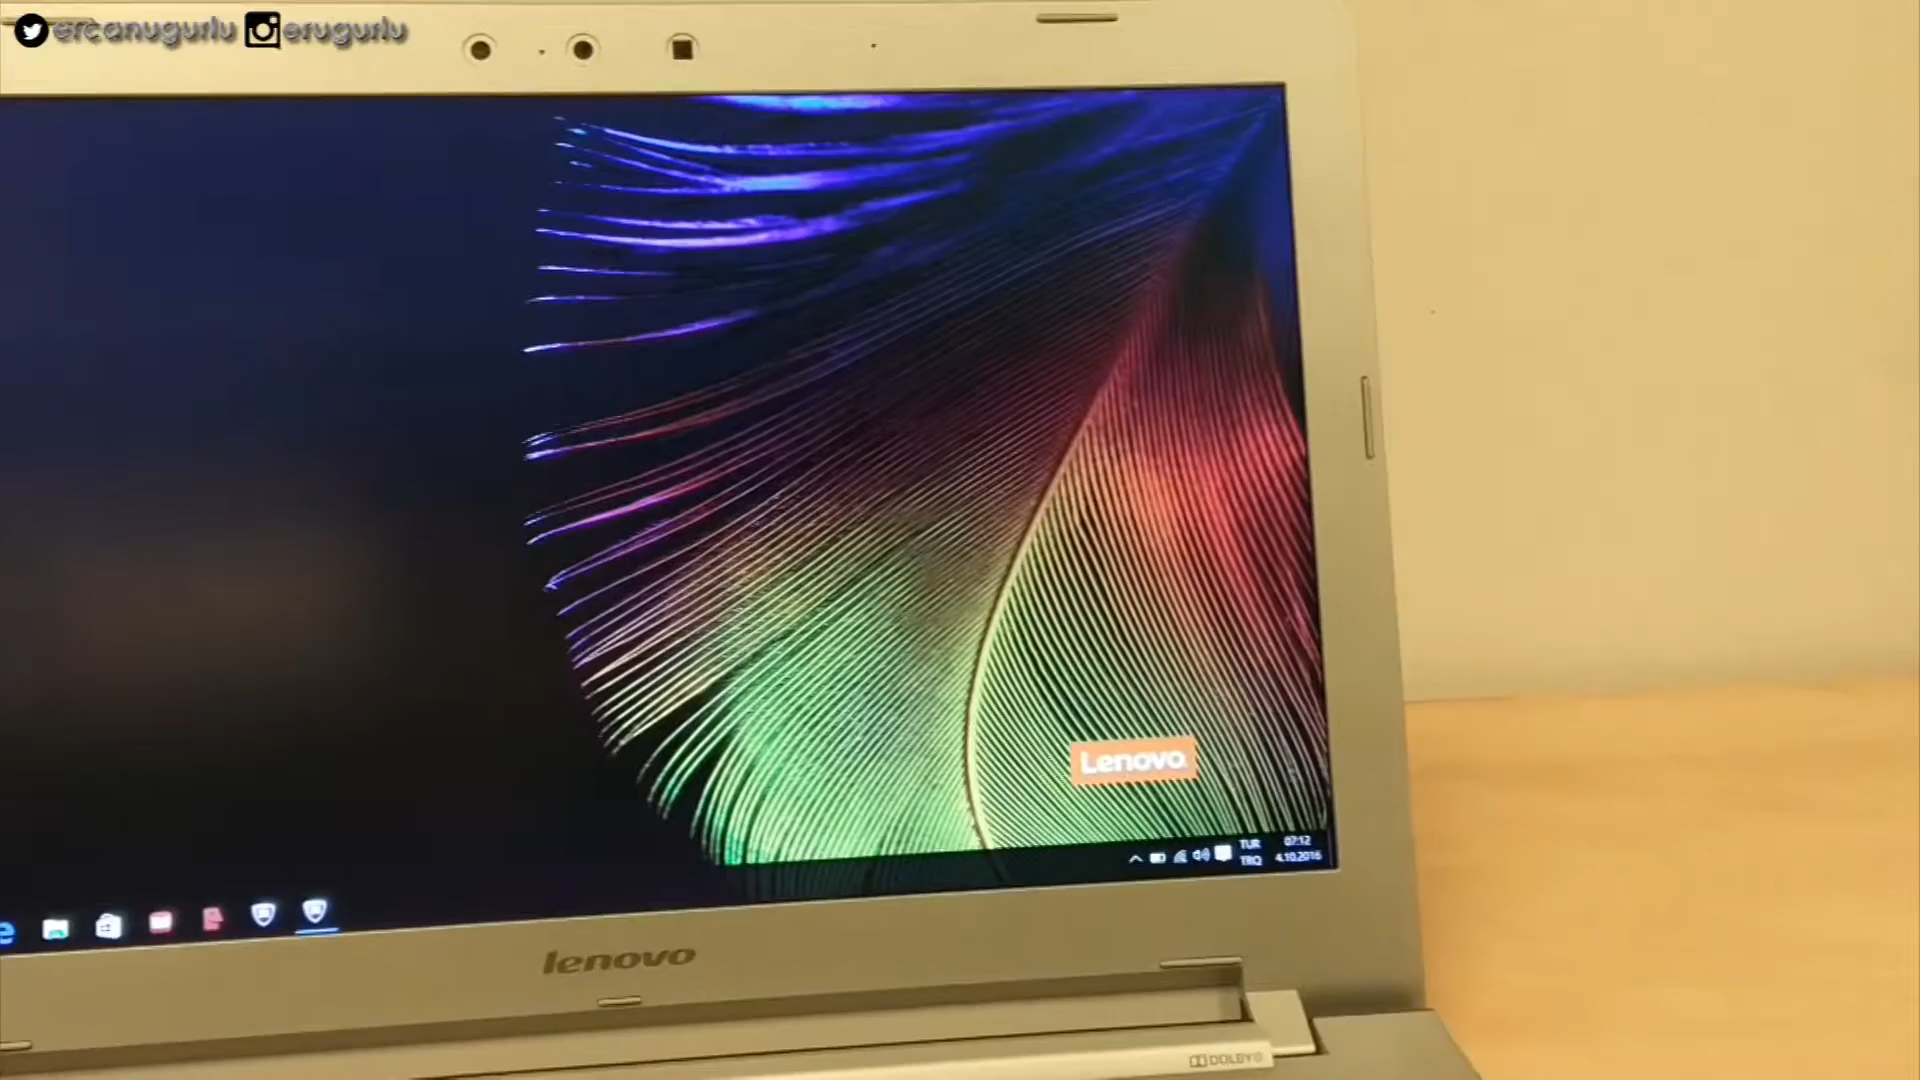 ercanugurlu erugurlu
Lenovo
TUR 07:12
TRQ 4.10.2016
lenovo
DOLBY